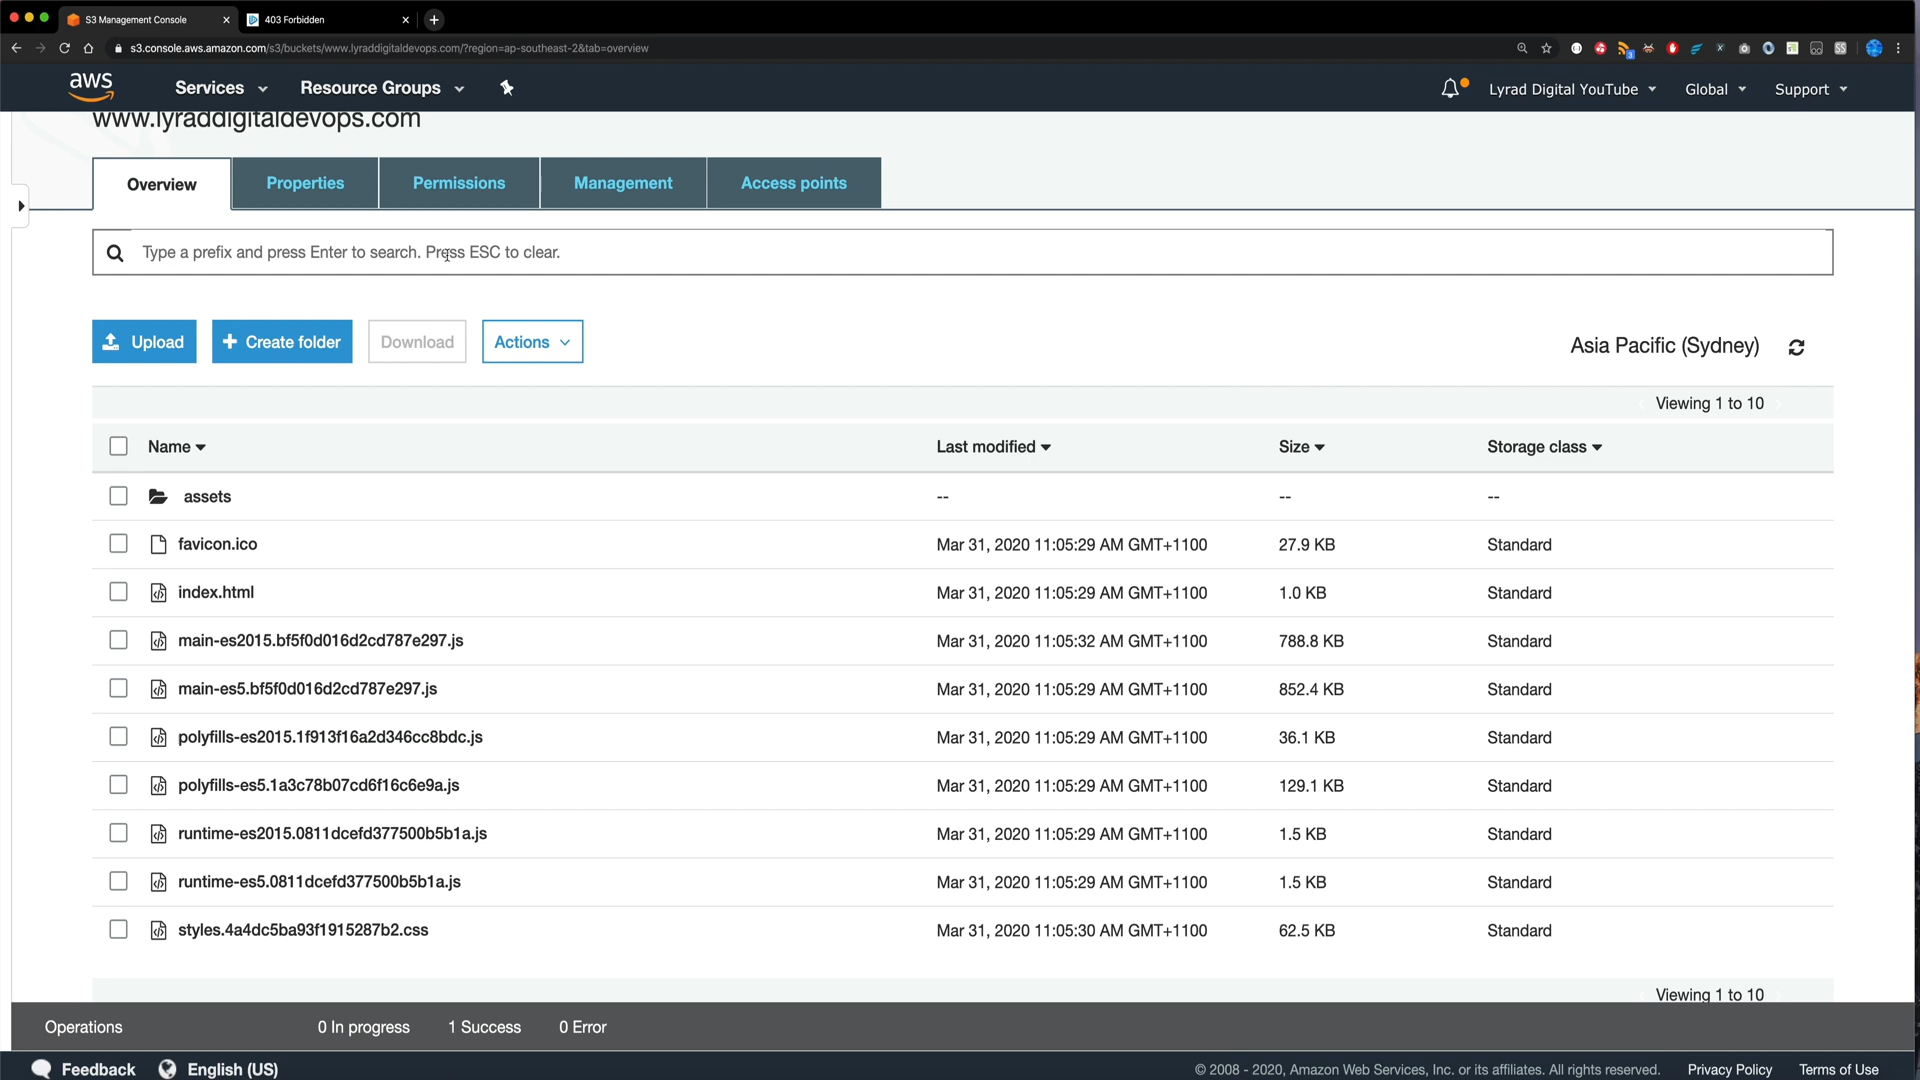 S3 Management Console
403 Forbidden
s3.console.aws.amazon.com/s3/buckets/www.lyraddigitaldevops.com/?region=ap-southeast-2&tab=overview
aws
Services
Resource Groups
Lyrad Digital YouTube
Global
Support
www.lyraddigitaldevops.com
Overview
Properties
Permissions
Management
Access points
Type a prefix and press Enter to search. Press ESC to clear.
Upload
Create folder
Download
Actions
Asia Pacific (Sydney)
Viewing 1 to 10
Name Last modified Size Storage class
assets -- -- --
favicon.ico Mar 31, 2020 11:05:29 AM GMT+1100 27.9 KB Standard
index.html Mar 31, 2020 11:05:29 AM GMT+1100 1.0 KB Standard
main-es2015.bf5f0d016d2cd787e297.js Mar 31, 2020 11:05:32 AM GMT+1100 788.8 KB Standard
main-es5.bf5f0d016d2cd787e297.js Mar 31, 2020 11:05:29 AM GMT+1100 852.4 KB Standard
polyfills-es2015.1f913f16a2d346cc8bdc.js Mar 31, 2020 11:05:29 AM GMT+1100 36.1 KB Standard
polyfills-es5.1a3c78b07cd6f16c6e9a.js Mar 31, 2020 11:05:29 AM GMT+1100 129.1 KB Standard
runtime-es2015.0811dcefd377500b5b1a.js Mar 31, 2020 11:05:29 AM GMT+1100 1.5 KB Standard
runtime-es5.0811dcefd377500b5b1a.js Mar 31, 2020 11:05:29 AM GMT+1100 1.5 KB Standard
styles.4a4dc5ba93f1915287b2.css Mar 31, 2020 11:05:30 AM GMT+1100 62.5 KB Standard
Viewing 1 to 10
Operations 0 In progress 1 Success 0 Error
Feedback English (US) © 2008 - 2020, Amazon Web Services, Inc. or its affiliates. All rights reserved. Privacy Policy Terms of Use